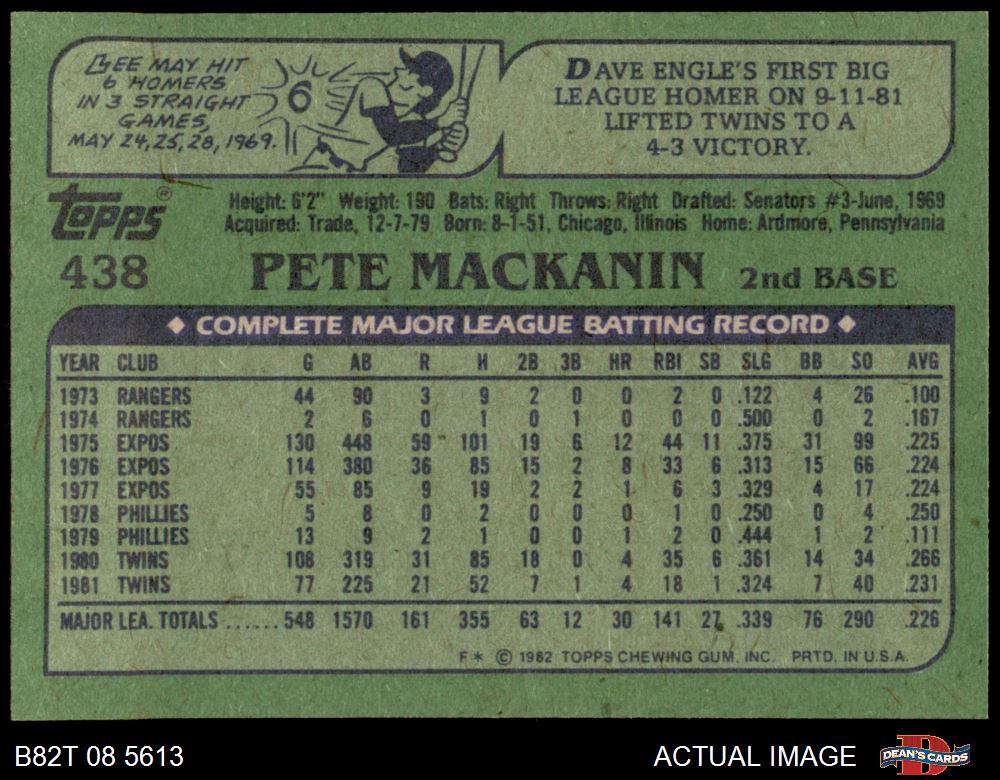 LEE MAY HIT
6 HOMERS
IN 3 STRAIGHT
GAMES,
MAY 24, 25, 28, 1969.
6
DAVE ENGLE'S FIRST BIG
LEAGUE HOMER ON 9-11-81
LIFTED TWINS TO A
4-3 VICTORY.
Topps®
Height: 6'2" Weight: 190 Bats: Right Throws: Right Drafted: Senators #3-June, 1969
Acquired: Trade, 12-7-79 Born: 8-1-51, Chicago, Illinois Home: Ardmore, Pennsylvania
438 PETE MACKANIN 2nd BASE
◆ COMPLETE MAJOR LEAGUE BATTING RECORD ◆
YEAR CLUB G AB R H 2B 3B HR RBI SB SLG BB SO AVG
1973 RANGERS 44 90 3 9 2 0 0 2 0 .122 4 26 .100
1974 RANGERS 2 6 0 1 0 1 0 0 0 .500 0 2 .167
1975 EXPOS 130 448 59 101 19 6 12 44 11 .375 31 99 .225
1976 EXPOS 114 380 36 85 15 2 8 33 6 .313 15 66 .224
1977 EXPOS 55 85 9 19 2 2 1 6 3 .329 4 17 .224
1978 PHILLIES 5 8 0 2 0 0 0 1 0 .250 0 4 .250
1979 PHILLIES 13 9 2 1 0 0 1 2 0 .444 1 2 .111
1980 TWINS 108 319 31 85 18 0 4 35 6 .361 14 34 .266
1981 TWINS 77 225 21 52 7 1 4 18 1 .324 7 40 .231
MAJOR LEA. TOTALS ...... 548 1570 161 355 63 12 30 141 27 .339 76 290 .226
F* © 1982 TOPPS CHEWING GUM, INC. PRTD. IN U.S.A.
B82T 08 5613
ACTUAL IMAGE
DEAN'S CARDS